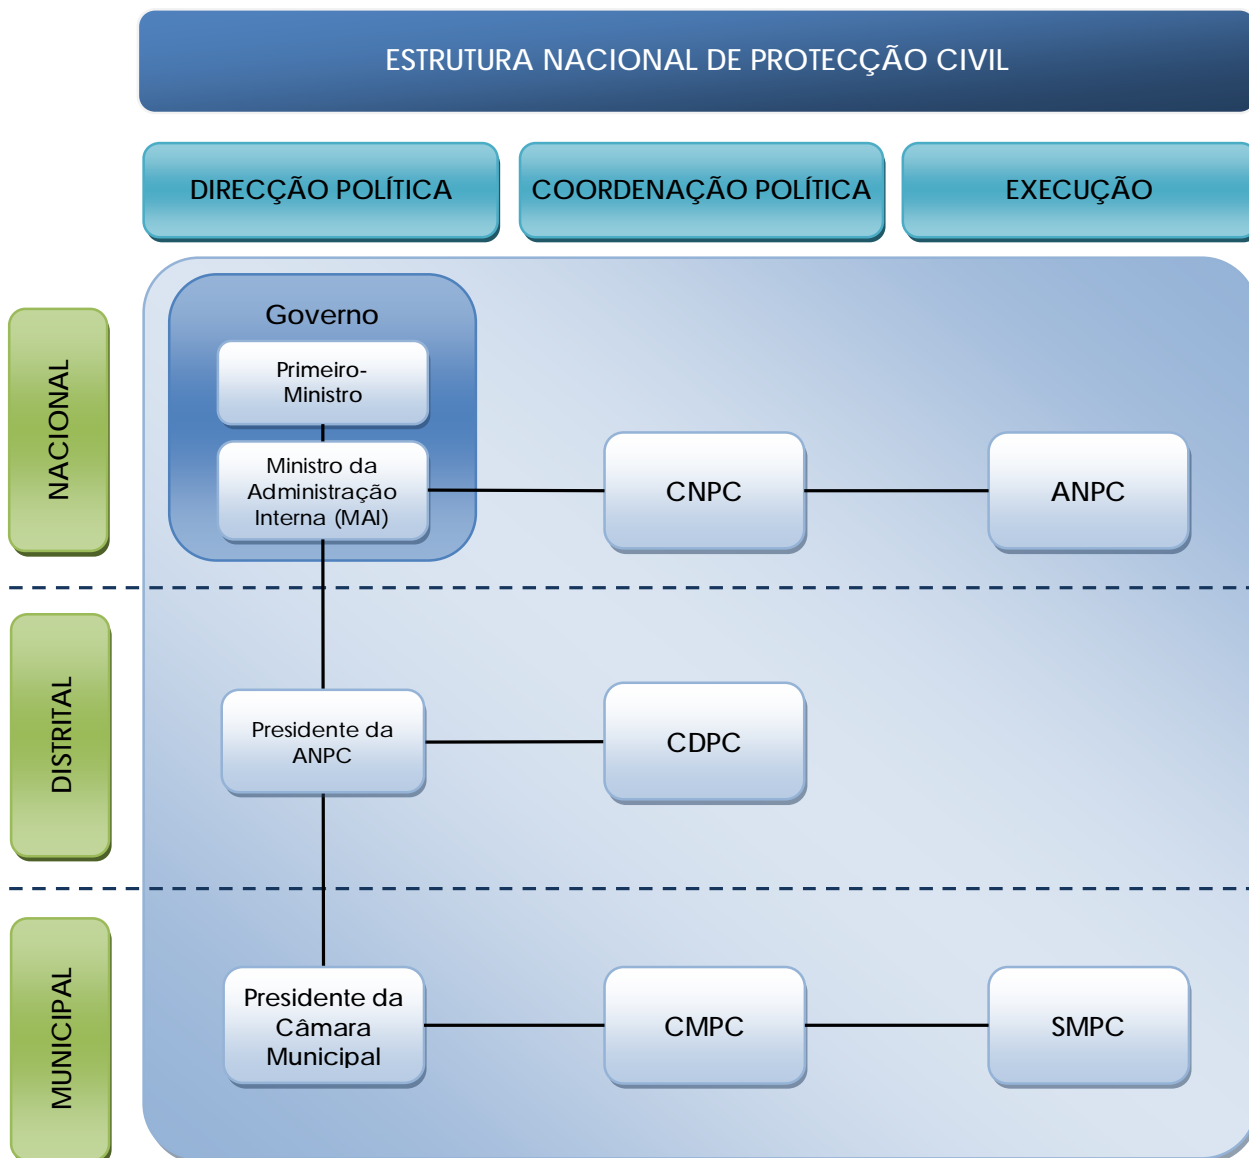 ESTRUTURA NACIONAL DE PROTECÇÃO CIVIL
DIRECÇÃO POLÍTICA
COORDENAÇÃO POLÍTICA
EXECUÇÃO
NACIONAL
Governo
Primeiro-
Ministro
Ministro da
Administração
Interna (MAI)
CNPC
ANPC
DISTRITAL
Presidente da
ANPC
CDPC
MUNICIPAL
Presidente da
Câmara
Municipal
CMPC
SMPC